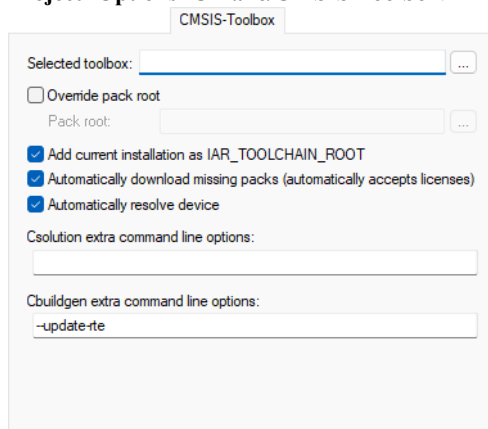 CMSIS-Toolbox
Selected toolbox:
...
Override pack root
Pack root:
...
Add current installation as IAR_TOOLCHAIN_ROOT
Automatically download missing packs (automatically accepts licenses)
Automatically resolve device
Csolution extra command line options:
Cbuildgen extra command line options:
--update-rte